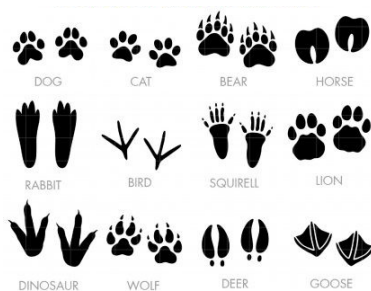 DOG CAT BEAR HORSE
RABBIT BIRD SQUIRELL LION
DINOSAUR WOLF DEER GOOSE